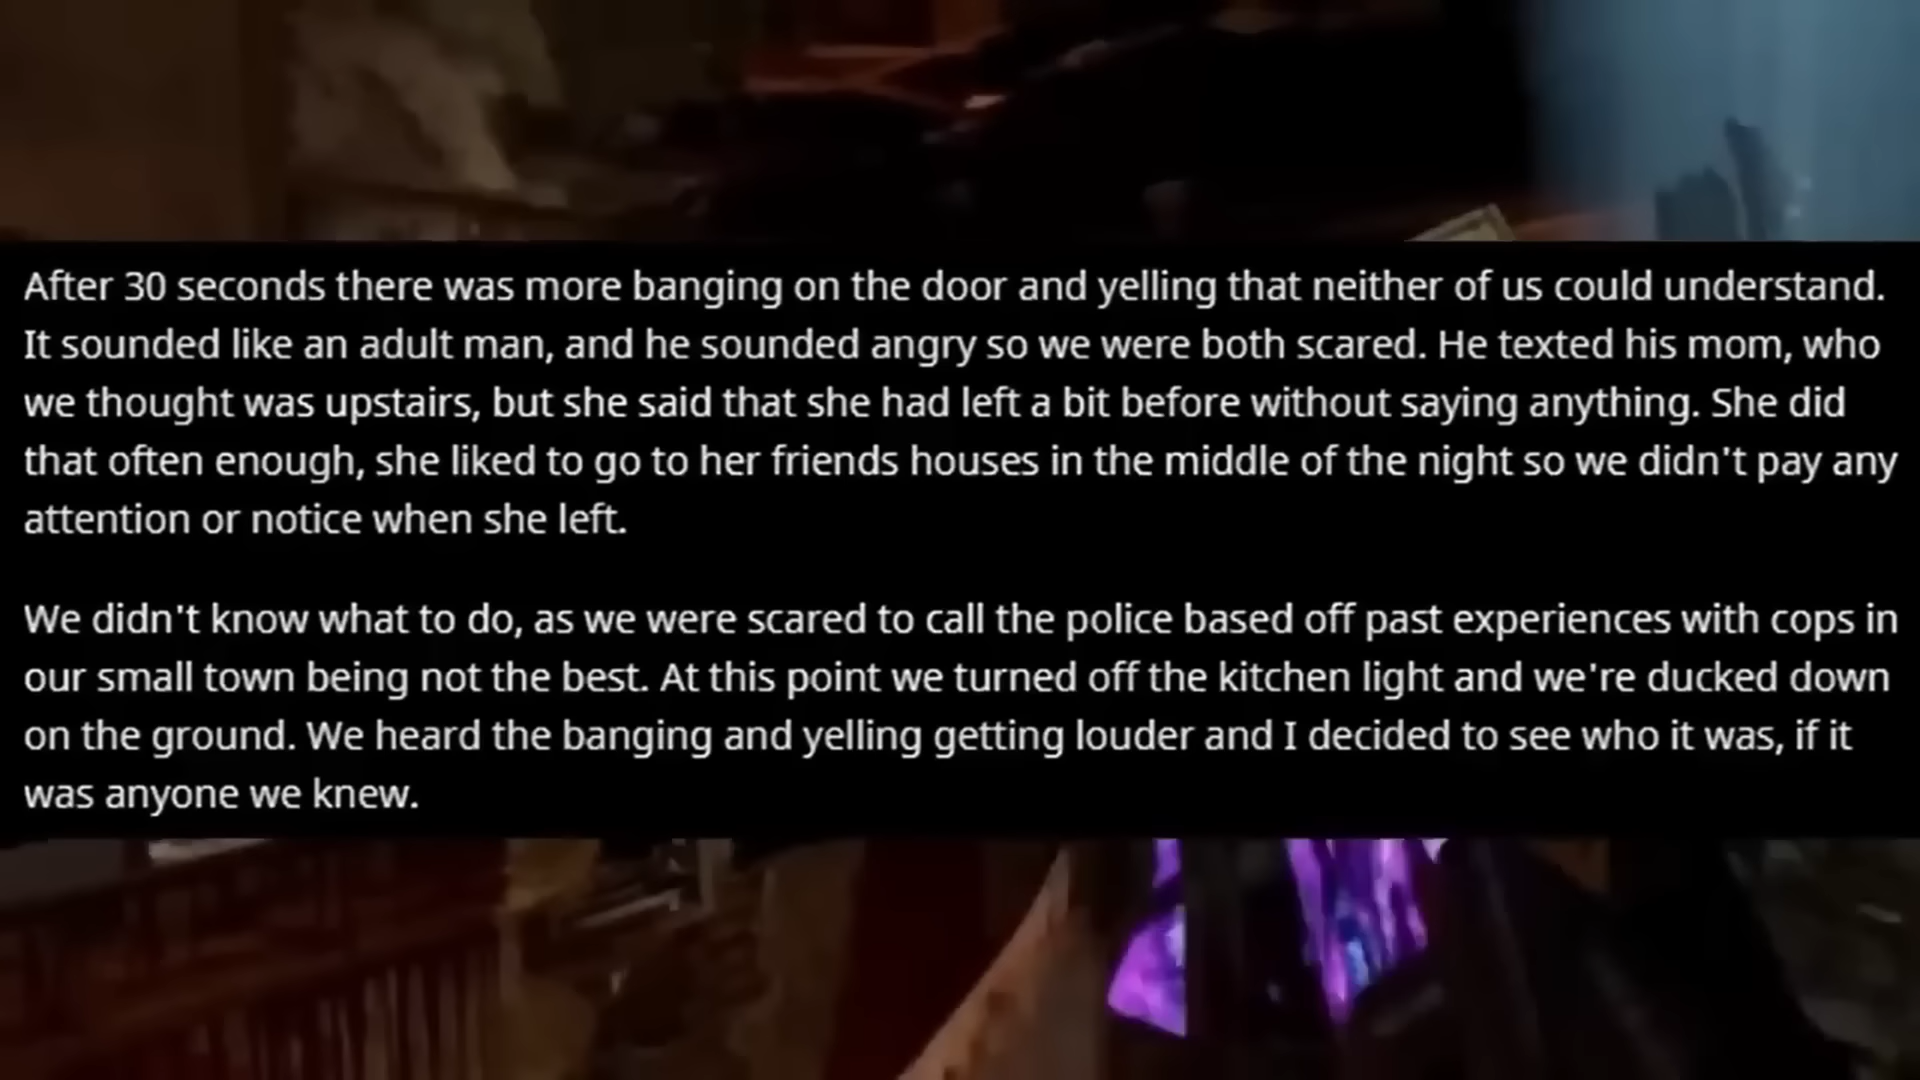 After 30 seconds there was more banging on the door and yelling that neither of us could understand.
It sounded like an adult man, and he sounded angry so we were both scared. He texted his mom, who
we thought was upstairs, but she said that she had left a bit before without saying anything. She did
that often enough, she liked to go to her friends houses in the middle of the night so we didn't pay any
attention or notice when she left.
We didn't know what to do, as we were scared to call the police based off past experiences with cops in
our small town being not the best. At this point we turned off the kitchen light and we're ducked down
on the ground. We heard the banging and yelling getting louder and I decided to see who it was, if it
was anyone we knew.